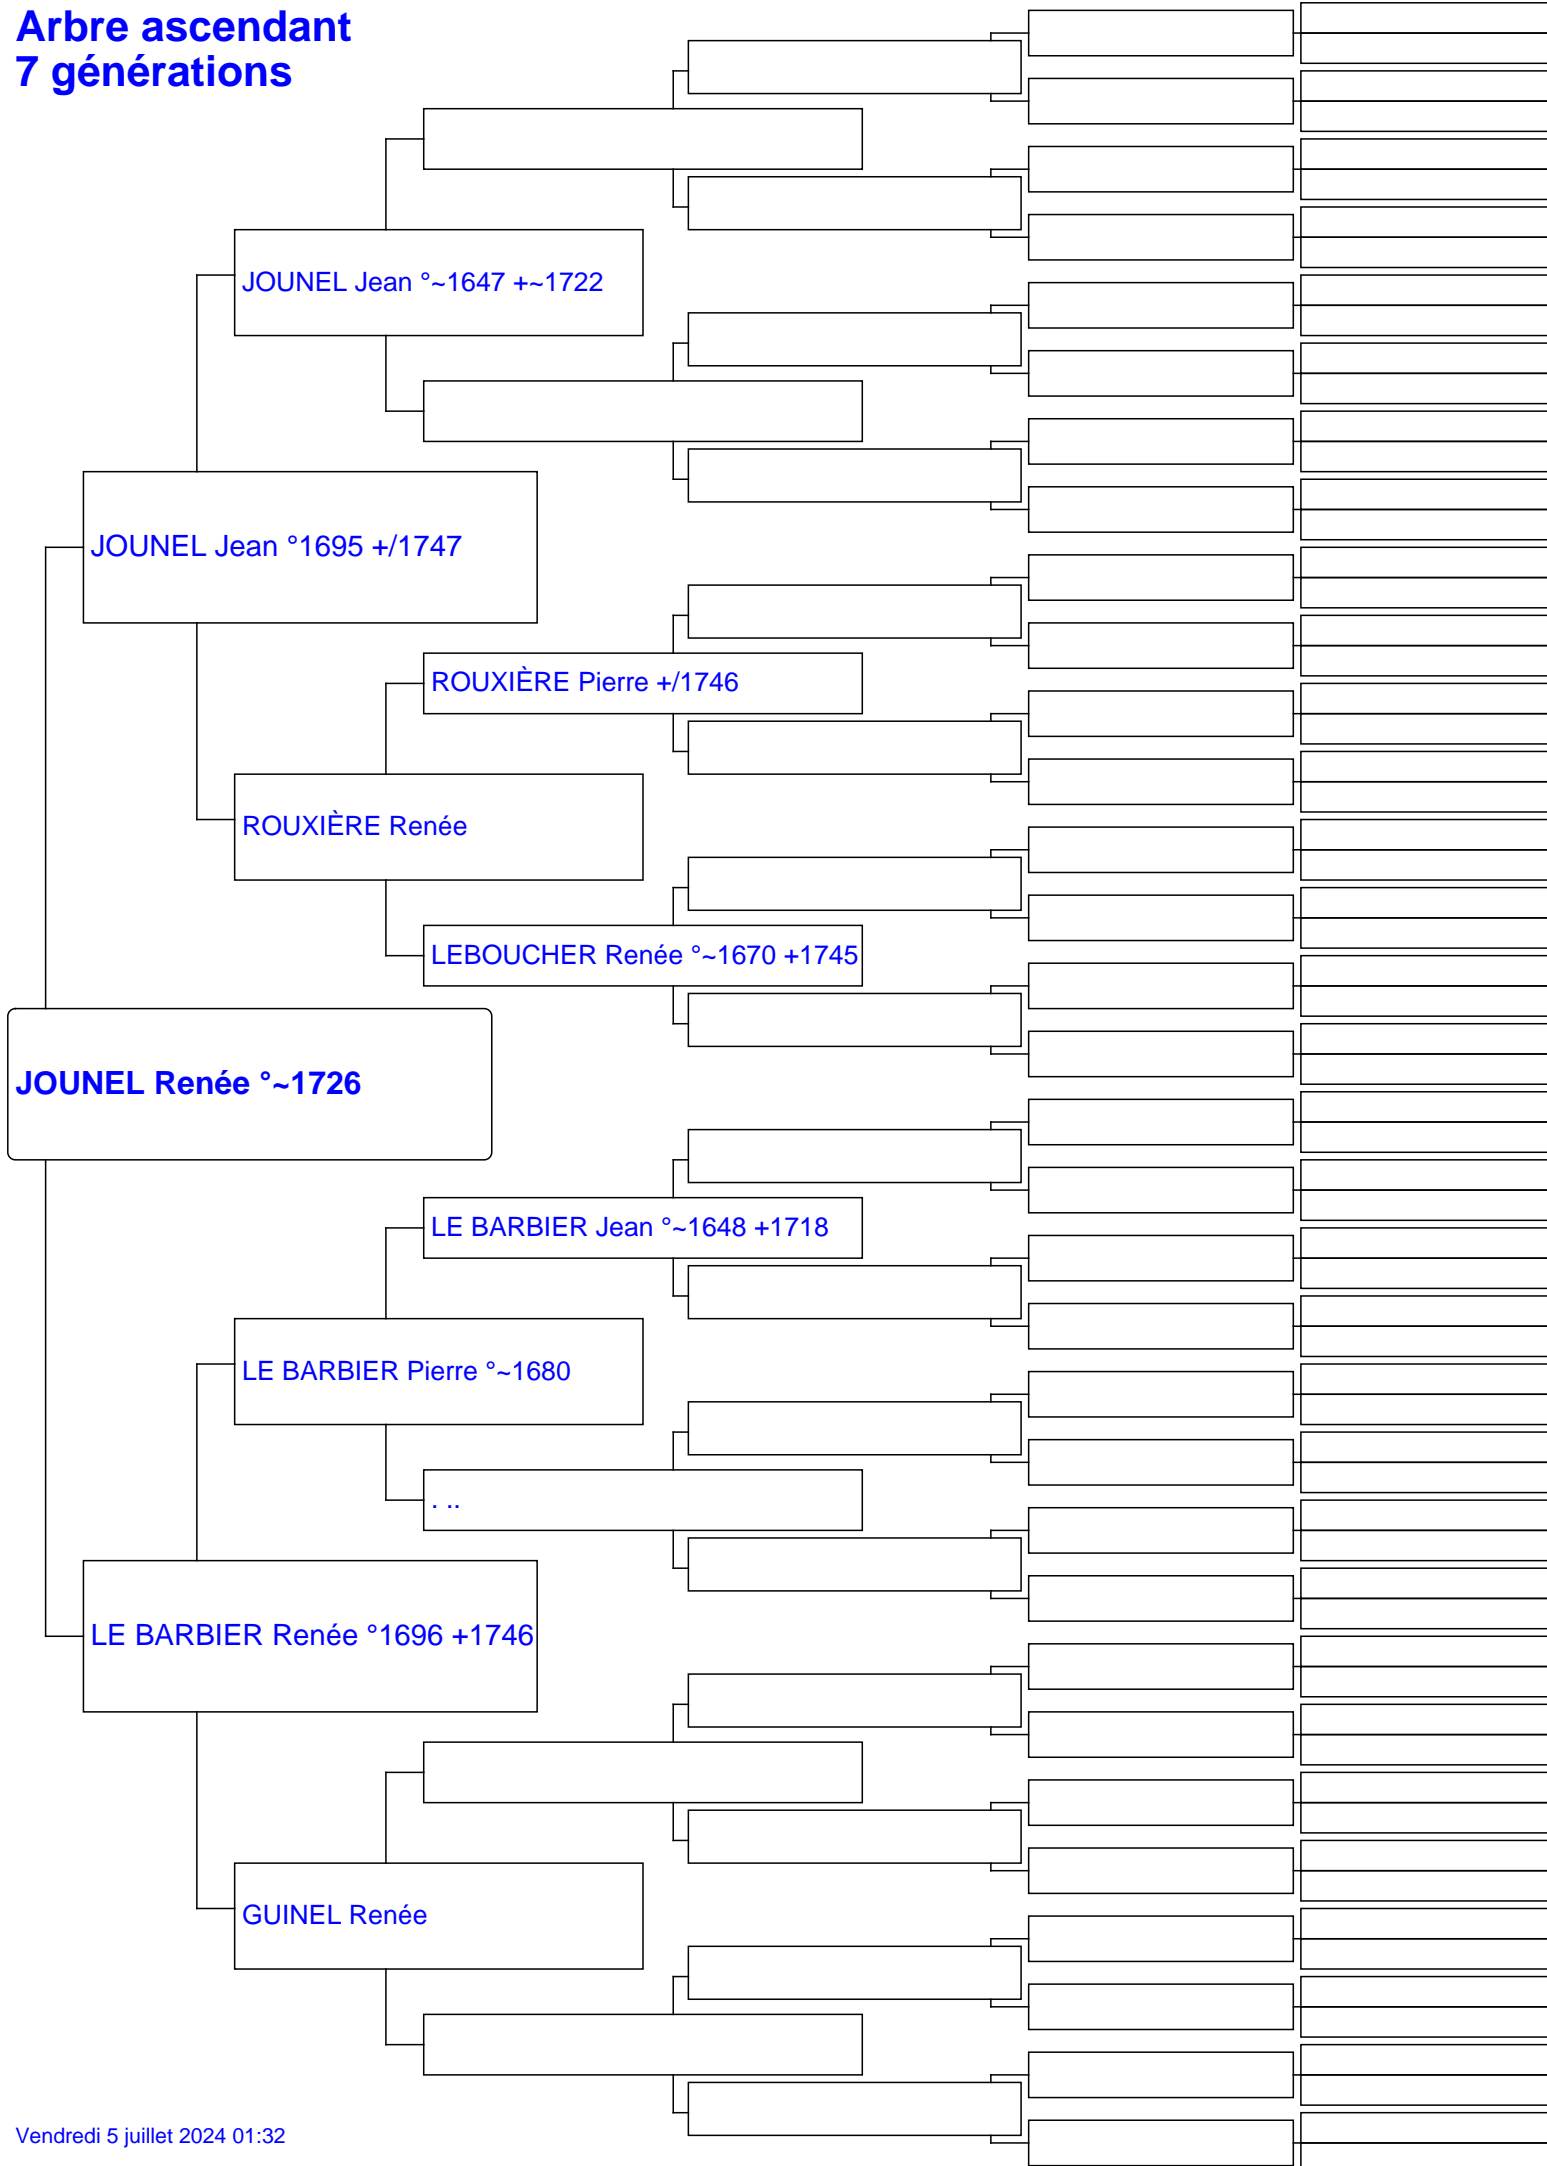 Arbre ascendant
7 générations
JOUNEL Jean °~1647 +~1722
JOUNEL Jean °1695 +/1747
ROUXIÈRE Pierre +/1746
ROUXIÈRE Renée
LEBOUCHER Renée °~1670 +1745
JOUNEL Renée °~1726
LE BARBIER Jean °~1648 +1718
LE BARBIER Pierre °~1680
. ..
LE BARBIER Renée °1696 +1746
GUINEL Renée
Vendredi 5 juillet 2024 01:32